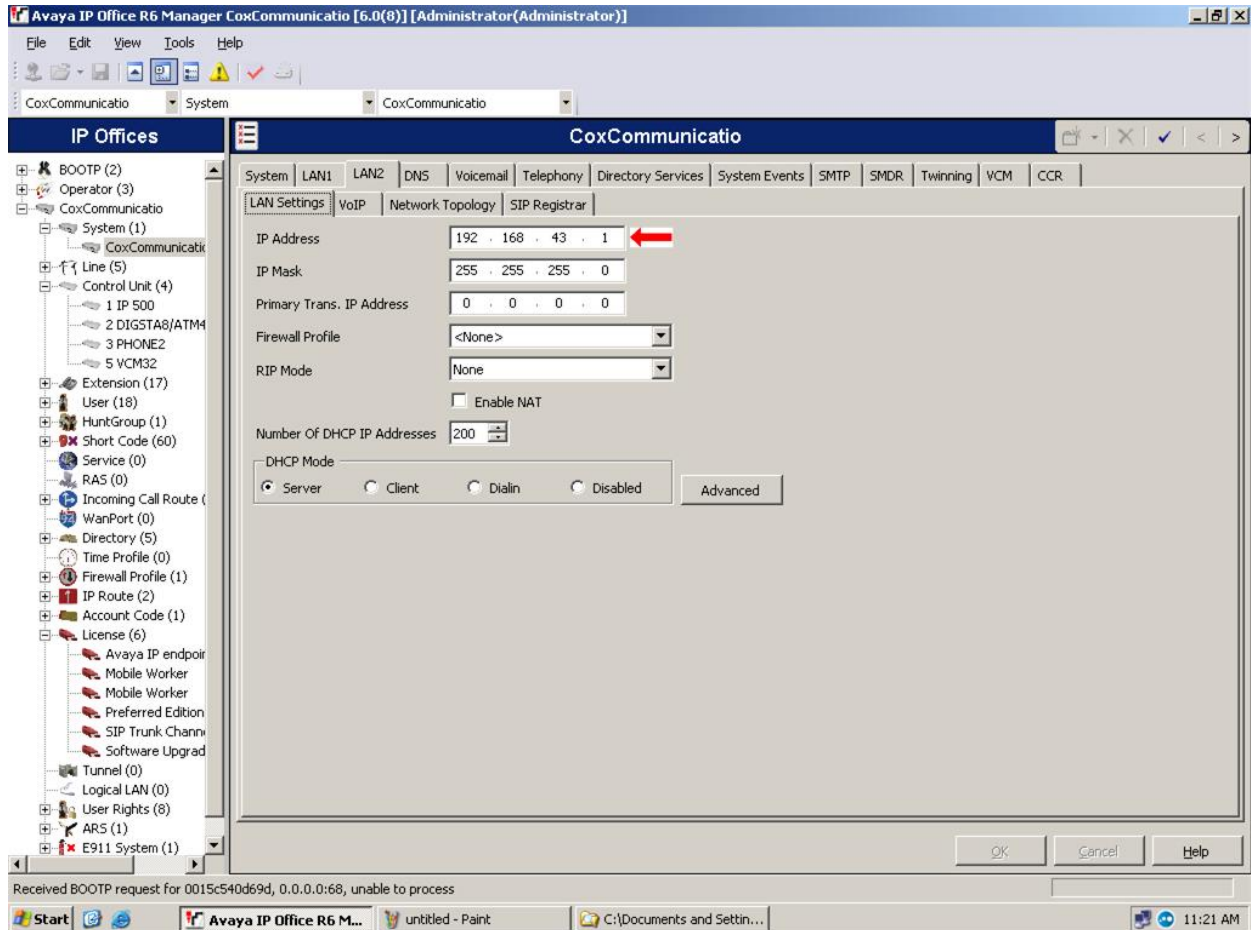 Avaya IP Office R6 Manager CoxCommunicatio [6.0(8)] [Administrator(Administrator)]
File Edit View Tools Help
CoxCommunicatio System CoxCommunicatio
IP Offices
BOOTP (2)
Operator (3)
CoxCommunicatio
System (1)
CoxCommunicatic
Line (5)
Control Unit (4)
1 IP 500
2 DIGSTA8/ATM4
3 PHONE2
5 VCM32
Extension (17)
User (18)
HuntGroup (1)
Short Code (60)
Service (0)
RAS (0)
Incoming Call Route (
WanPort (0)
Directory (5)
Time Profile (0)
Firewall Profile (1)
IP Route (2)
Account Code (1)
License (6)
Avaya IP endpoir
Mobile Worker
Mobile Worker
Preferred Edition
SIP Trunk Chann
Software Upgrad
Tunnel (0)
Logical LAN (0)
User Rights (8)
ARS (1)
E911 System (1)
CoxCommunicatio
System LAN1 LAN2 DNS Voicemail Telephony Directory Services System Events SMTP SMDR Twinning VCM CCR
LAN Settings VoIP Network Topology SIP Registrar
IP Address 192 . 168 . 43 . 1
IP Mask 255 . 255 . 255 . 0
Primary Trans. IP Address 0 . 0 . 0 . 0
Firewall Profile <None>
RIP Mode None
Enable NAT
Number Of DHCP IP Addresses 200
DHCP Mode
Server Client Dialin Disabled Advanced
OK Cancel Help
Received BOOTP request for 0015c540d69d, 0.0.0.0:68, unable to process
Start Avaya IP Office R6 M... untitled - Paint C:\Documents and Settin... 11:21 AM